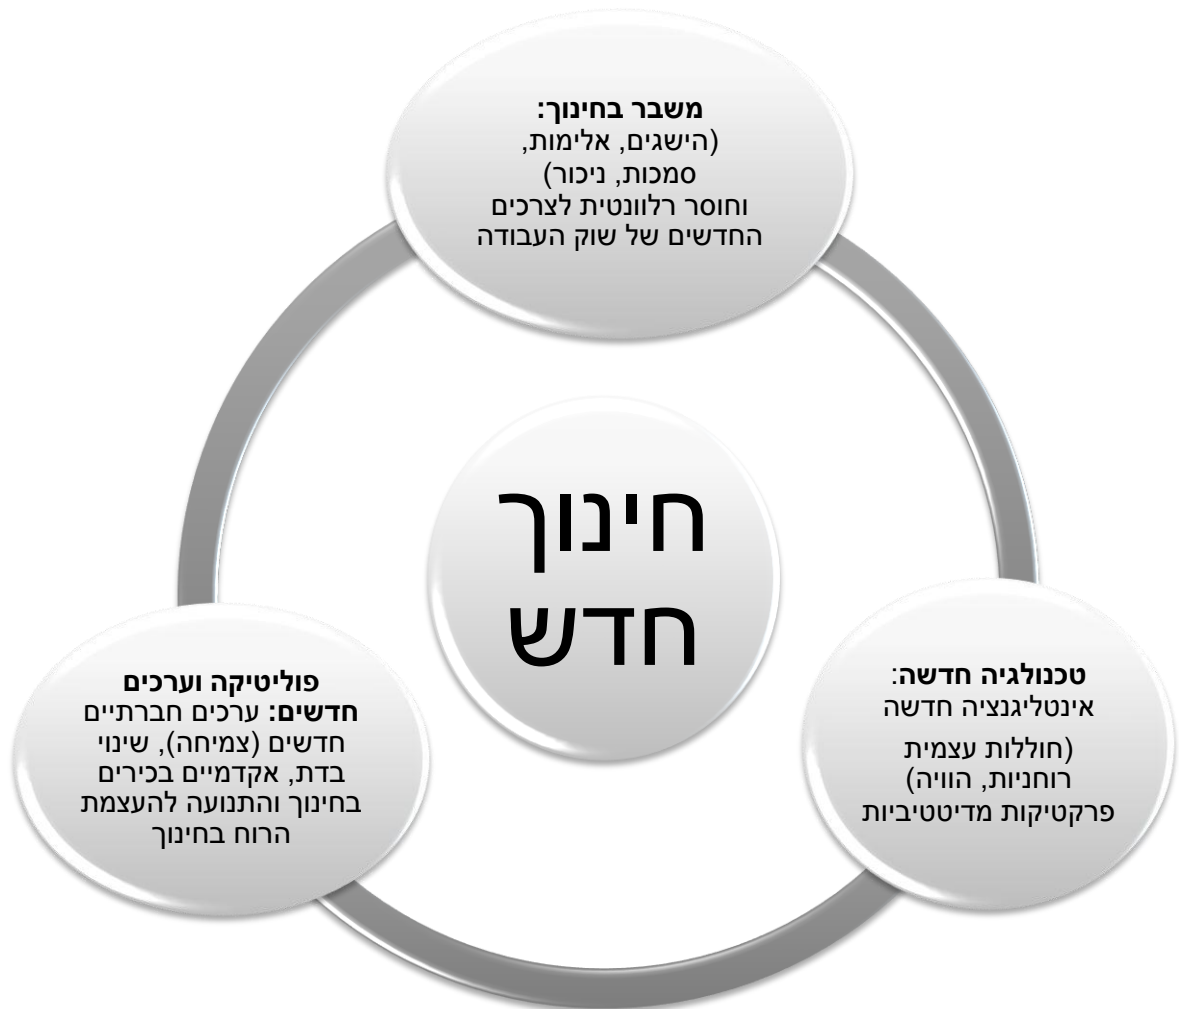 משבר בחינוך:
(הישגים, אלימות,
סמכות, ניכור)
וחוסר רלוונטית לצרכים
החדשים של שוק העבודה
חינוך
חדש
טכנולגיה חדשה:
אינטליגנציה חדשה
(חוללות עצמית
רוחניות, הוויה)
פרקטיקות מדיטטיביות
פוליטיקה וערכים
חדשים: ערכים חברתיים
חדשים (צמיחה), שינוי
בדת, אקדמיים בכירים
בחינוך והתנועה להעצמת
הרוח בחינוך